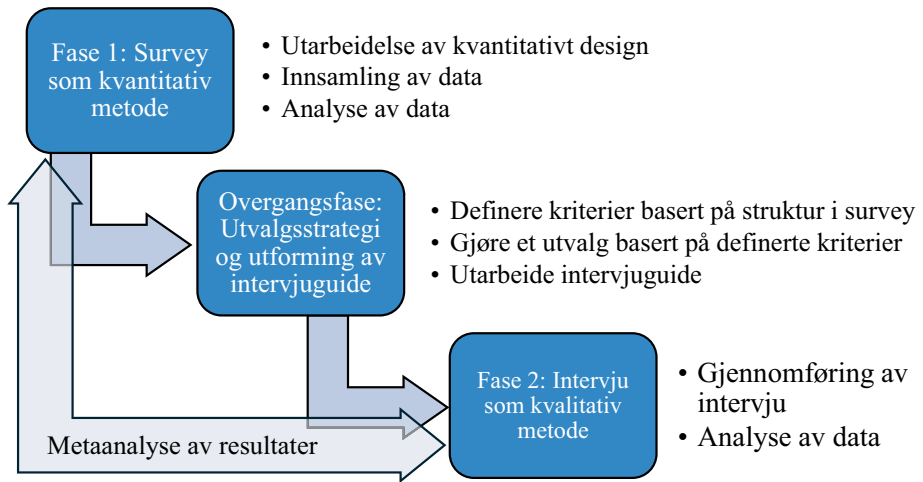 Fase 1: Survey
som kvantitativ
metode
• Utarbeidelse av kvantitativt design
• Innsamling av data
• Analyse av data
Overgangsfase:
Utvalgsstrategi
og utforming av
intervjuguide
• Definere kriterier basert på struktur i survey
• Gjøre et utvalg basert på definerte kriterier
• Utarbeide intervjuguide
Fase 2: Intervju
som kvalitativ
metode
• Gjennomføring av
intervju
• Analyse av data
Metaanalyse av resultater